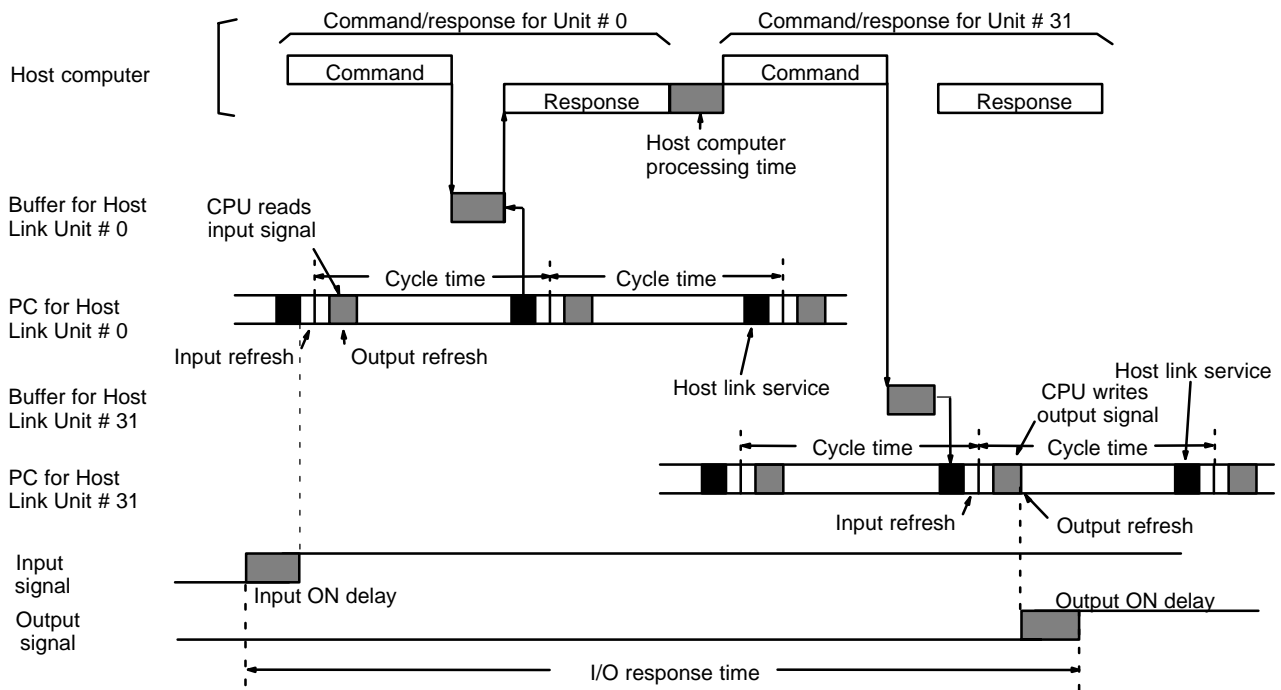 Command/response for Unit # 0
Command/response for Unit # 31
Host computer
Command
Command
Response
Response
Host computer
processing time
Buffer for Host
Link Unit # 0
CPU reads
input signal
Cycle time
Cycle time
PC for Host
Link Unit # 0
Input refresh
Output refresh
Host link service
Host link service
Buffer for Host
Link Unit # 31
CPU writes
output signal
Cycle time
Cycle time
PC for Host
Link Unit # 31
Input refresh
Output refresh
Input
signal
Input ON delay
Output ON delay
Output
signal
I/O response time